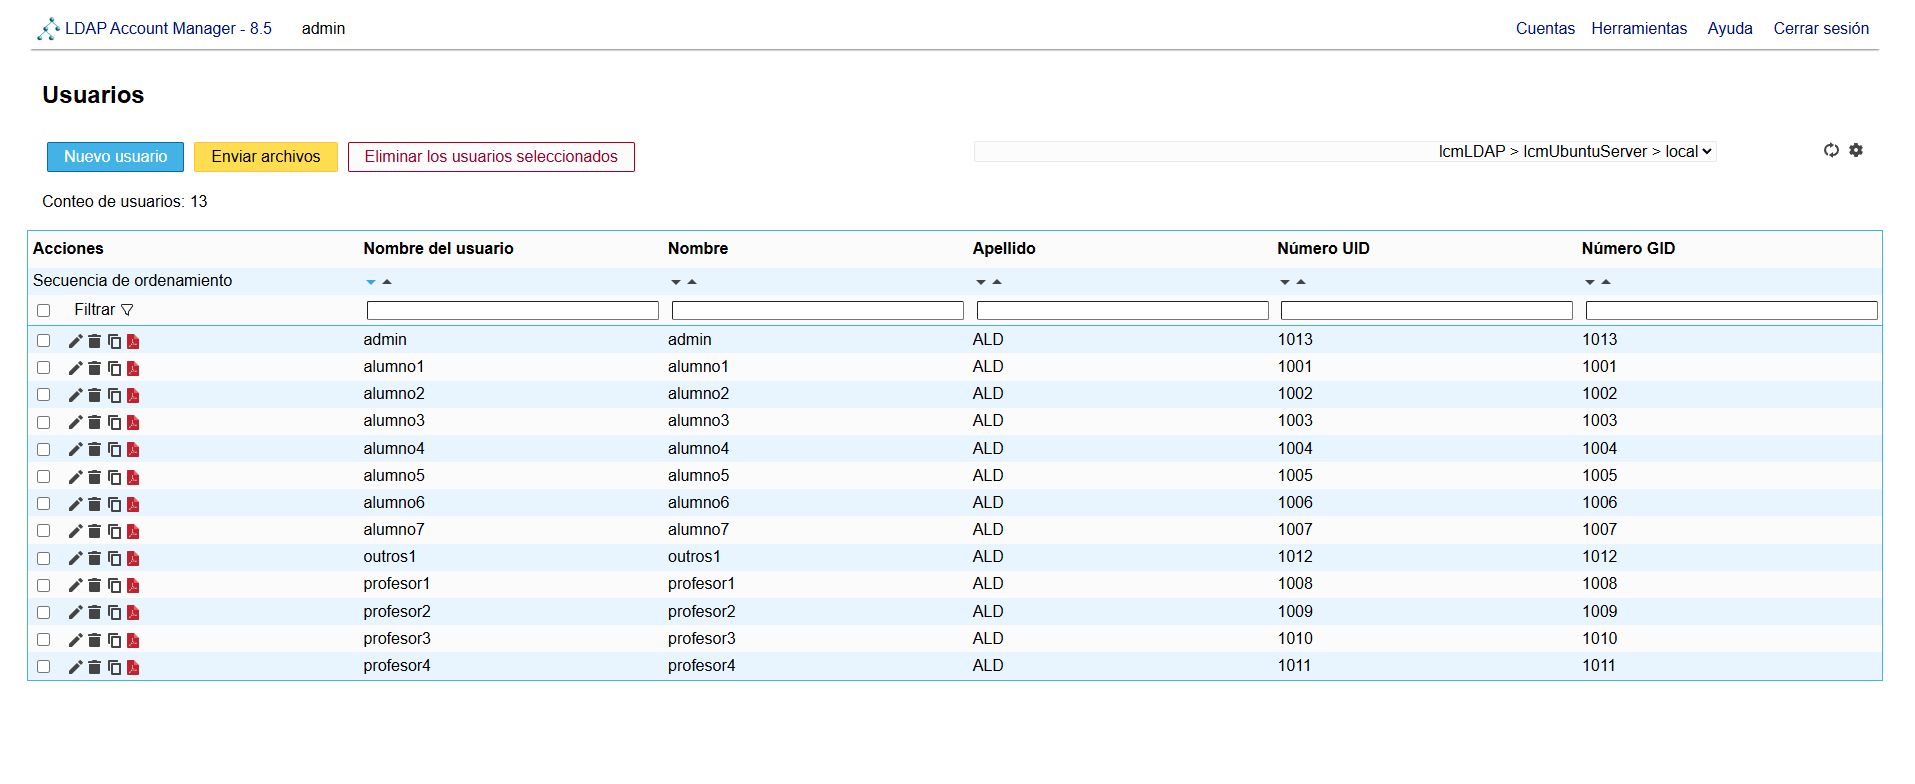 LDAP Account Manager - 8.5 admin Cuentas Herramientas Ayuda Cerrar sesión
Usuarios
Nuevo usuario Enviar archivos Eliminar los usuarios seleccionados lcmLDAP > lcmUbuntuServer > local
Conteo de usuarios: 13
Acciones Nombre del usuario Nombre Apellido Número UID Número GID
Secuencia de ordenamiento
Filtrar
admin admin ALD 1013 1013
alumno1 alumno1 ALD 1001 1001
alumno2 alumno2 ALD 1002 1002
alumno3 alumno3 ALD 1003 1003
alumno4 alumno4 ALD 1004 1004
alumno5 alumno5 ALD 1005 1005
alumno6 alumno6 ALD 1006 1006
alumno7 alumno7 ALD 1007 1007
outros1 outros1 ALD 1012 1012
profesor1 profesor1 ALD 1008 1008
profesor2 profesor2 ALD 1009 1009
profesor3 profesor3 ALD 1010 1010
profesor4 profesor4 ALD 1011 1011